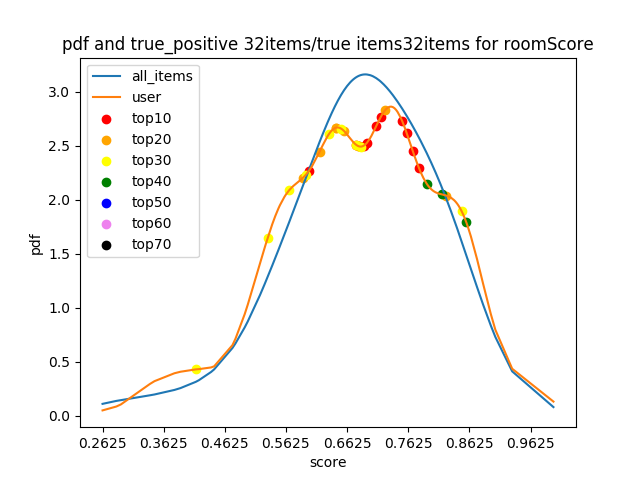 pdf and true_positive 32items/true items32items for roomScore
all_items
user
top10
top20
top30
top40
top50
top60
top70
pdf
3.0
2.5
2.0
1.5
1.0
0.5
0.0
0.2625 0.3625 0.4625 0.5625 0.6625 0.7625 0.8625 0.9625
score